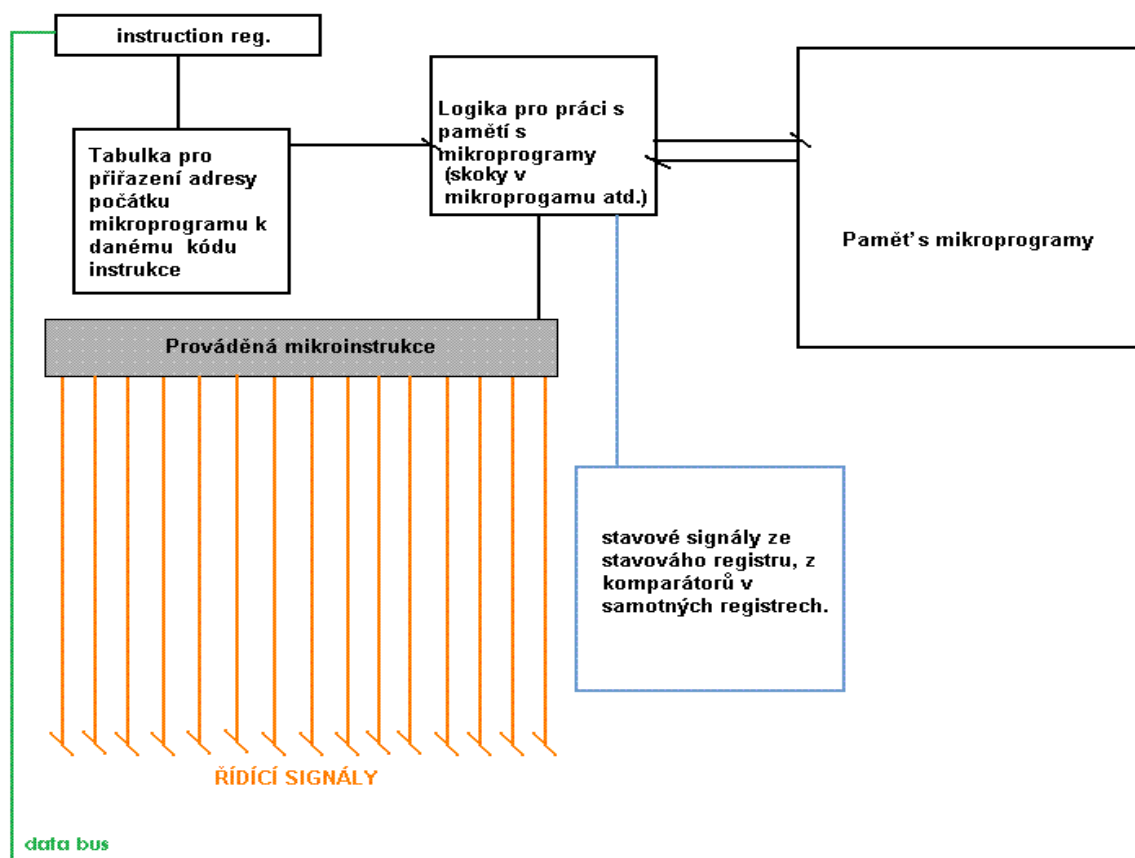 instruction reg.
Tabulka pro
přiřazení adresy
počátku
mikroprogramu k
danému kódu
instrukce
Logika pro práci s
pamětí s
mikroprogramy
(skoky v
mikroprogamu atd.)
Paměť s mikroprogramy
Prováděná mikroinstrukce
stavové signály ze
stavováho registru, z
komparátorů v
samotných registrech.
ŘÍDÍCÍ SIGNÁLY
data bus